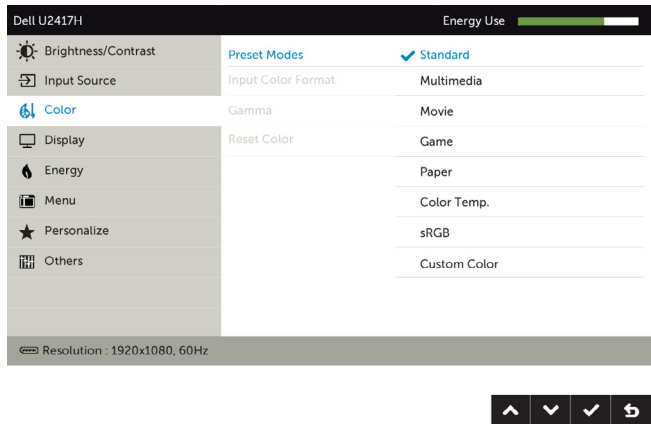 Dell U2417H Energy Use
Brightness/Contrast Preset Modes Standard
Input Source Input Color Format Multimedia
Color Gamma Movie
Display Reset Color Game
Energy Paper
Menu Color Temp.
Personalize sRGB
Others Custom Color
Resolution : 1920x1080, 60Hz